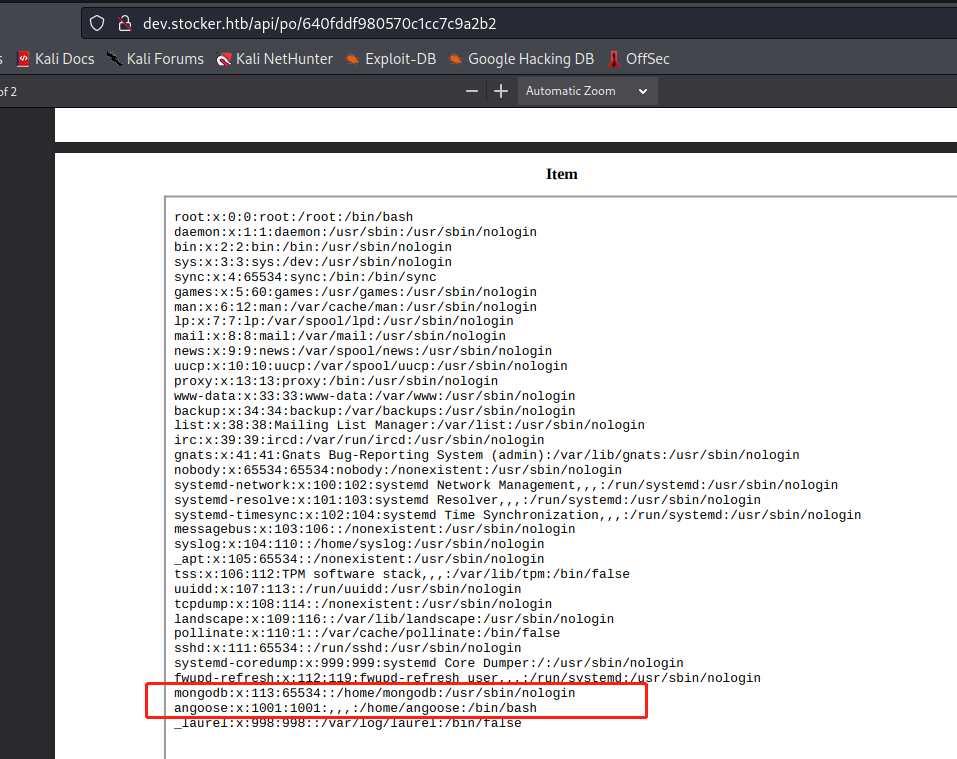 dev.stocker.htb/api/po/640fddf980570c1cc7c9a2b2
s Kali Docs Kali Forums Kali NetHunter Exploit-DB Google Hacking DB OffSec
of 2 Automatic Zoom
Item
root:x:0:0:root:/root:/bin/bash
daemon:x:1:1:daemon:/usr/sbin:/usr/sbin/nologin
bin:x:2:2:bin:/bin:/usr/sbin/nologin
sys:x:3:3:sys:/dev:/usr/sbin/nologin
sync:x:4:65534:sync:/bin:/bin/sync
games:x:5:60:games:/usr/games:/usr/sbin/nologin
man:x:6:12:man:/var/cache/man:/usr/sbin/nologin
lp:x:7:7:lp:/var/spool/lpd:/usr/sbin/nologin
mail:x:8:8:mail:/var/mail:/usr/sbin/nologin
news:x:9:9:news:/var/spool/news:/usr/sbin/nologin
uucp:x:10:10:uucp:/var/spool/uucp:/usr/sbin/nologin
proxy:x:13:13:proxy:/bin:/usr/sbin/nologin
www-data:x:33:33:www-data:/var/www:/usr/sbin/nologin
backup:x:34:34:backup:/var/backups:/usr/sbin/nologin
list:x:38:38:Mailing List Manager:/var/list:/usr/sbin/nologin
irc:x:39:39:ircd:/var/run/ircd:/usr/sbin/nologin
gnats:x:41:41:Gnats Bug-Reporting System (admin):/var/lib/gnats:/usr/sbin/nologin
nobody:x:65534:65534:nobody:/nonexistent:/usr/sbin/nologin
systemd-network:x:100:102:systemd Network Management,,,:/run/systemd:/usr/sbin/nologin
systemd-resolve:x:101:103:systemd Resolver,,,:/run/systemd:/usr/sbin/nologin
systemd-timesync:x:102:104:systemd Time Synchronization,,,:/run/systemd:/usr/sbin/nologin
messagebus:x:103:106::/nonexistent:/usr/sbin/nologin
syslog:x:104:110::/home/syslog:/usr/sbin/nologin
_apt:x:105:65534::/nonexistent:/usr/sbin/nologin
tss:x:106:112:TPM software stack,,,:/var/lib/tpm:/bin/false
uuidd:x:107:113::/run/uuidd:/usr/sbin/nologin
tcpdump:x:108:114::/nonexistent:/usr/sbin/nologin
landscape:x:109:116::/var/lib/landscape:/usr/sbin/nologin
pollinate:x:110:1::/var/cache/pollinate:/bin/false
sshd:x:111:65534::/run/sshd:/usr/sbin/nologin
systemd-coredump:x:999:999:systemd Core Dumper:/:/usr/sbin/nologin
fwupd-refresh:x:112:119:fwupd-refresh user,,,:/run/systemd:/usr/sbin/nologin
mongodb:x:113:65534::/home/mongodb:/usr/sbin/nologin
angoose:x:1001:1001:,,,:/home/angoose:/bin/bash
_laurel:x:998:998::/var/log/laurel:/bin/false